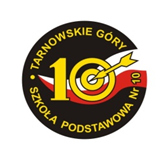 TARNOWSKIE GÓRY
10
SZKOŁA PODSTAWOWA Nr 10